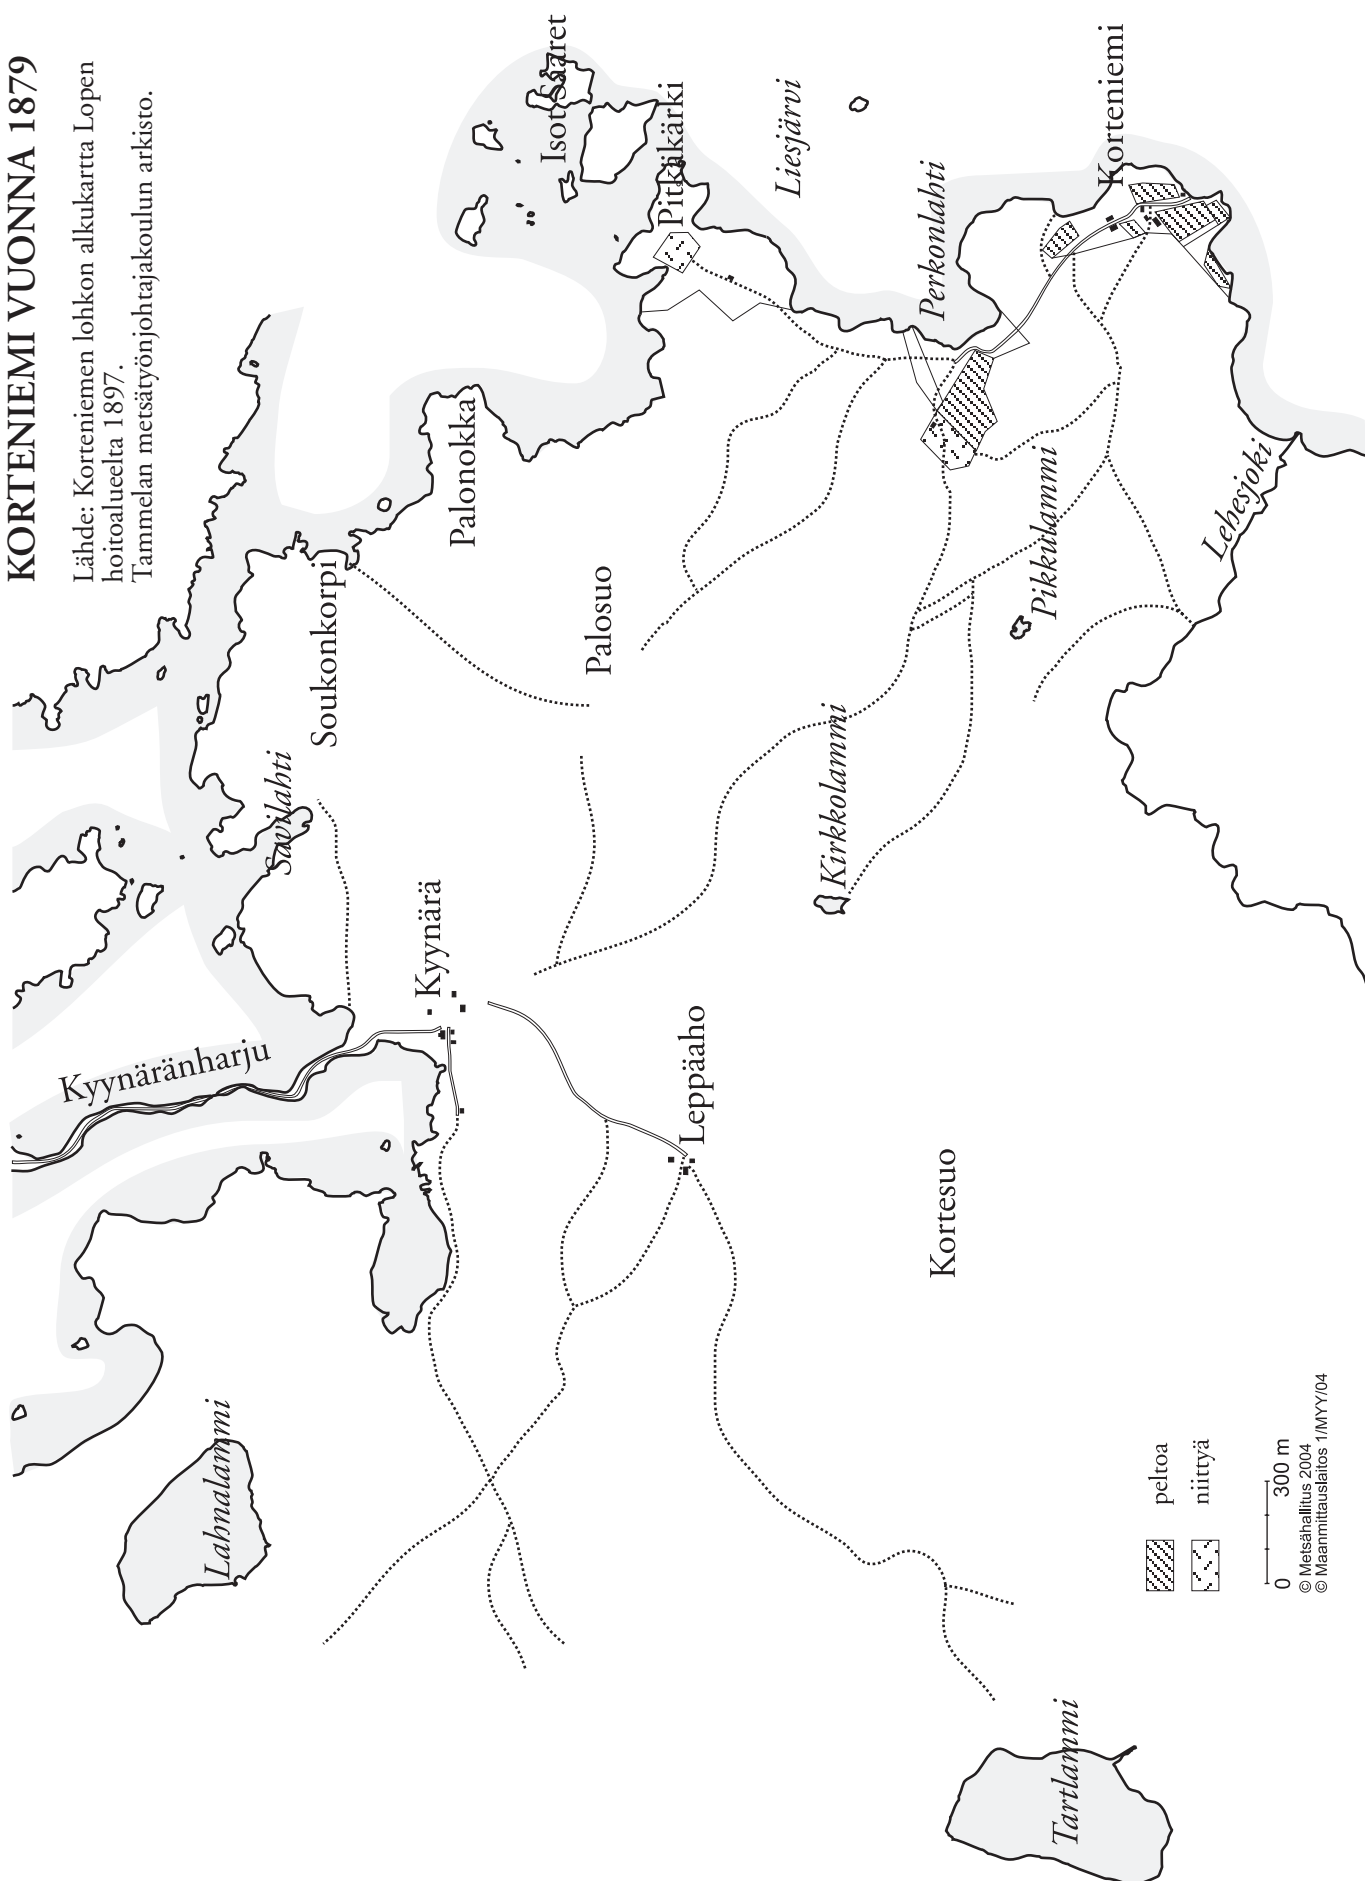 KORTENIEMI VUONNA 1879
Lähde: Korteniemen lohkon alkukartta Lopen
hoitoalueelta 1897.
Tammelan metsätyönjohtajakoulun arkisto.
Isot Saaret
Pitkäkärki
Liesjärvi
Perkonlahti
Korteniemi
Palonokka
Soukonkorpi
Palosuo
Pikkulammi
Lehesjoki
Savilahti
Kirkkolammi
Kyynärä
Kyynäränharju
Leppäaho
Kortesuo
Lahnalammi
Tartlammi
peltoa
niittyä
0 300 m
© Metsähallitus 2004
© Maanmittauslaitos 1/MYY/04